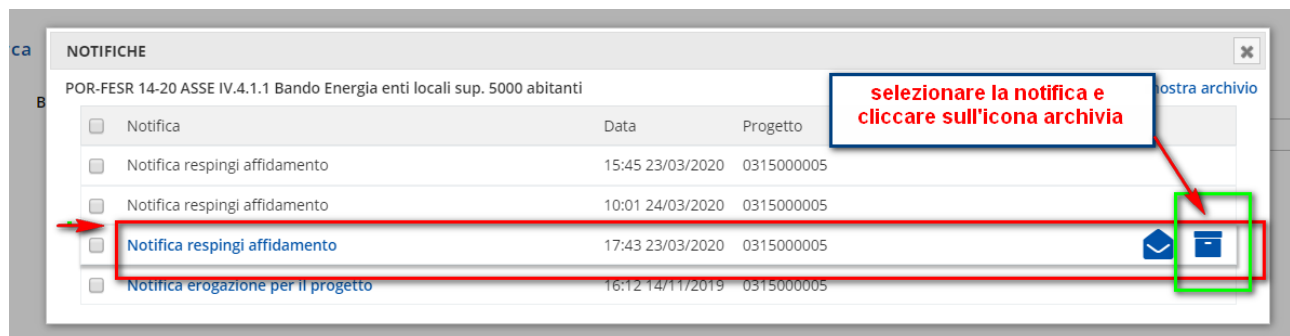 ca
NOTIFICHE
POR-FESR 14-20 ASSE IV.4.1.1 Bando Energia enti locali sup. 5000 abitanti
selezionare la notifica e
cliccare sull'icona archivia
archivio
B
Notifica Data Progetto
Notifica respingi affidamento 15:45 23/03/2020 0315000005
Notifica respingi affidamento 10:01 24/03/2020 0315000005
Notifica respingi affidamento 17:43 23/03/2020 0315000005
Notifica erogazione per il progetto 16:12 14/11/2019 0315000005